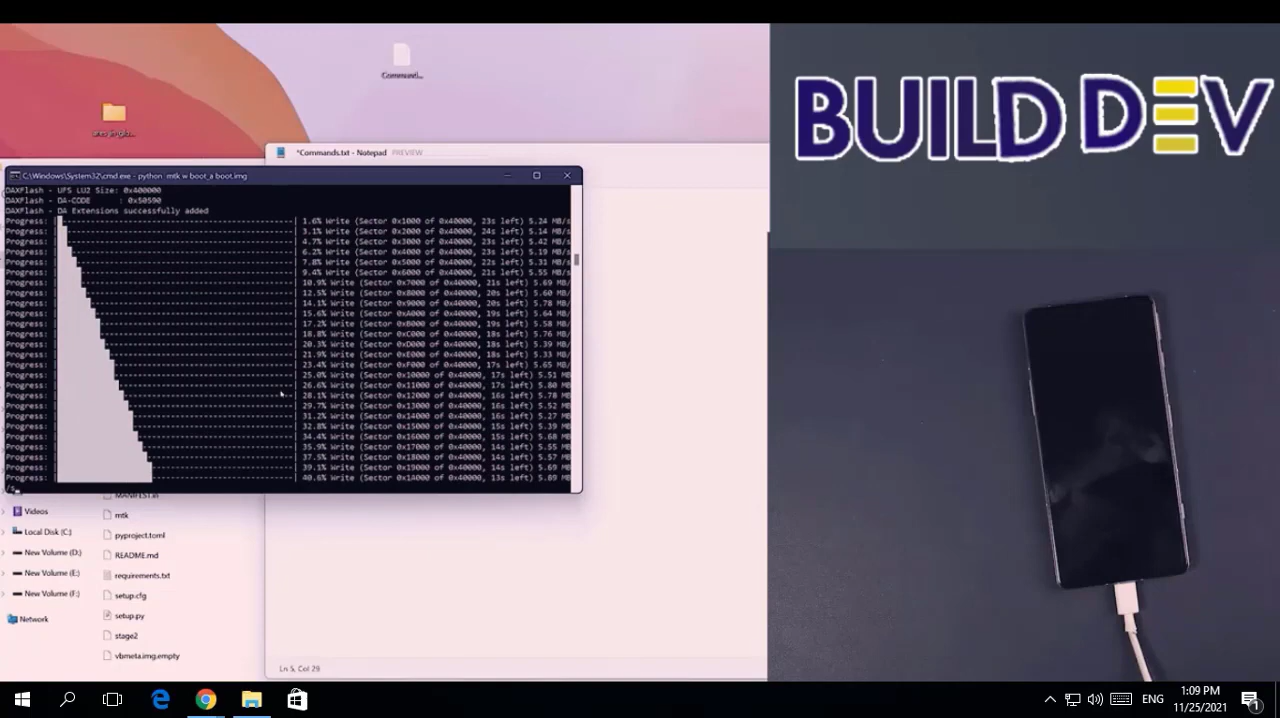 BUILD DEV
Command...
*Commands.txt - Notepad PREVIEW
C:\Windows\System32\cmd.exe - python mtk w boot_a boot.img
DAXFlash - UFS LU2 Size: 0x400000
DAXFlash - DA-CODE : 0x50590
DAXFlash - DA Extensions successfully added
Progress: | 1.6% Write (Sector 0x1000 of 0x40000, 23s left) 5.24 MB/s
Progress: | 3.1% Write (Sector 0x2000 of 0x40000, 24s left) 5.14 MB/s
Progress: | 4.7% Write (Sector 0x3000 of 0x40000, 23s left) 5.42 MB/s
Progress: | 6.2% Write (Sector 0x4000 of 0x40000, 23s left) 5.19 MB/s
Progress: | 7.8% Write (Sector 0x5000 of 0x40000, 22s left) 5.31 MB/s
Progress: | 9.4% Write (Sector 0x6000 of 0x40000, 21s left) 5.55 MB/s
Progress: | 10.9% Write (Sector 0x7000 of 0x40000, 21s left) 5.69 MB/
Progress: | 12.5% Write (Sector 0x8000 of 0x40000, 20s left) 5.60 MB/
Progress: | 14.1% Write (Sector 0x9000 of 0x40000, 20s left) 5.78 MB/
Progress: | 15.6% Write (Sector 0xA000 of 0x40000, 19s left) 5.64 MB/
Progress: | 17.2% Write (Sector 0xB000 of 0x40000, 19s left) 5.58 MB/
Progress: | 18.8% Write (Sector 0xC000 of 0x40000, 18s left) 5.76 MB/
Progress: | 20.3% Write (Sector 0xD000 of 0x40000, 18s left) 5.39 MB/
Progress: | 21.9% Write (Sector 0xE000 of 0x40000, 18s left) 5.33 MB/
Progress: | 23.4% Write (Sector 0xF000 of 0x40000, 17s left) 5.65 MB/
Progress: | 25.0% Write (Sector 0x10000 of 0x40000, 17s left) 5.51 MB
Progress: | 26.6% Write (Sector 0x11000 of 0x40000, 17s left) 5.80 MB
Progress: | 28.1% Write (Sector 0x12000 of 0x40000, 16s left) 5.78 MB
Progress: | 29.7% Write (Sector 0x13000 of 0x40000, 16s left) 5.52 MB
Progress: | 31.2% Write (Sector 0x14000 of 0x40000, 16s left) 5.27 MB
Progress: | 32.8% Write (Sector 0x15000 of 0x40000, 15s left) 5.39 MB
Progress: | 34.4% Write (Sector 0x16000 of 0x40000, 15s left) 5.68 MB
Progress: | 35.9% Write (Sector 0x17000 of 0x40000, 14s left) 5.55 MB
Progress: | 37.5% Write (Sector 0x18000 of 0x40000, 14s left) 5.57 MB
Progress: | 39.1% Write (Sector 0x19000 of 0x40000, 14s left) 5.69 MB
Progress: | 40.6% Write (Sector 0x1A000 of 0x40000, 13s left) 5.89 MB
/s
MANIFEST.in
Videos
mtk
Local Disk (C:)
pyproject.toml
New Volume (D:)
README.md
New Volume (E:)
requirements.txt
New Volume (F:)
setup.cfg
Network
setup.py
stage2
vbmeta.img.empty
Ln 5, Col 29
ENG
1:09 PM
11/25/2021
1